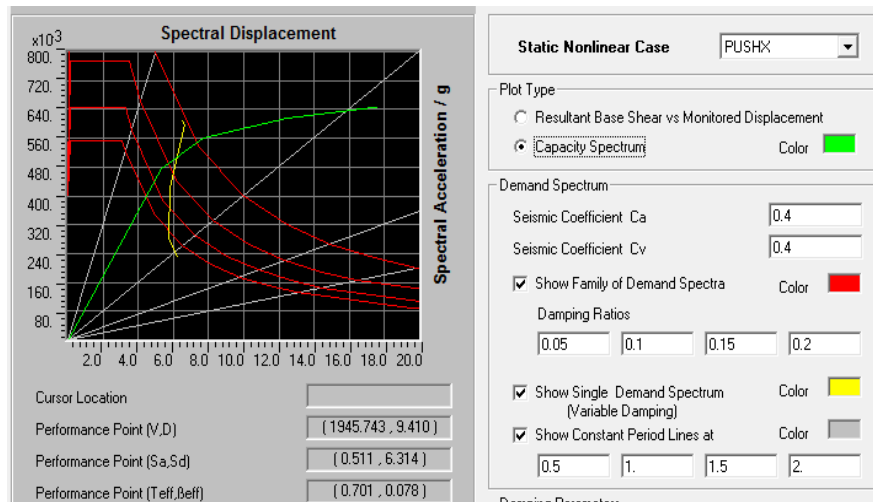 Spectral Displacement
x10³
800.
720.
640.
560.
480.
400.
320.
240.
160.
80.
2.0 4.0 6.0 8.0 10.0 12.0 14.0 16.0 18.0 20.0
Spectral Acceleration / g
Cursor Location
Performance Point (V,D) ( 1945.743 , 9.410 )
Performance Point (Sa,Sd) ( 0.511 , 6.314 )
Performance Point (Teff,βeff) ( 0.701 , 0.078 )
Static Nonlinear Case PUSHX
Plot Type
Resultant Base Shear vs Monitored Displacement
Capacity Spectrum Color
Demand Spectrum
Seismic Coefficient Ca 0.4
Seismic Coefficient Cv 0.4
Show Family of Demand Spectra Color
Damping Ratios
0.05 0.1 0.15 0.2
Show Single Demand Spectrum Color
(Variable Damping)
Show Constant Period Lines at Color
0.5 1. 1.5 2.